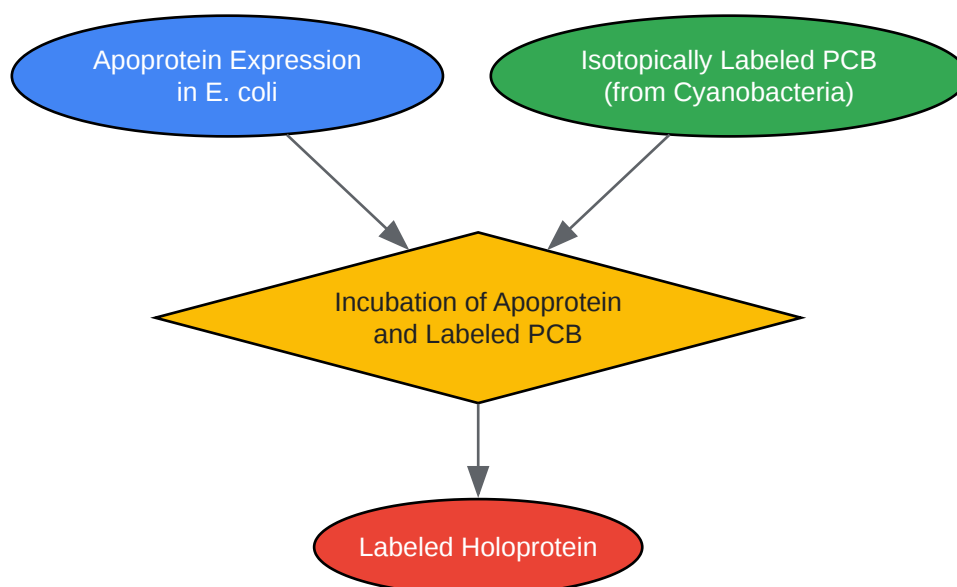 Apoprotein Expression
in E. coli
Isotopically Labeled PCB
(from Cyanobacteria)
Incubation of Apoprotein
and Labeled PCB
Labeled Holoprotein